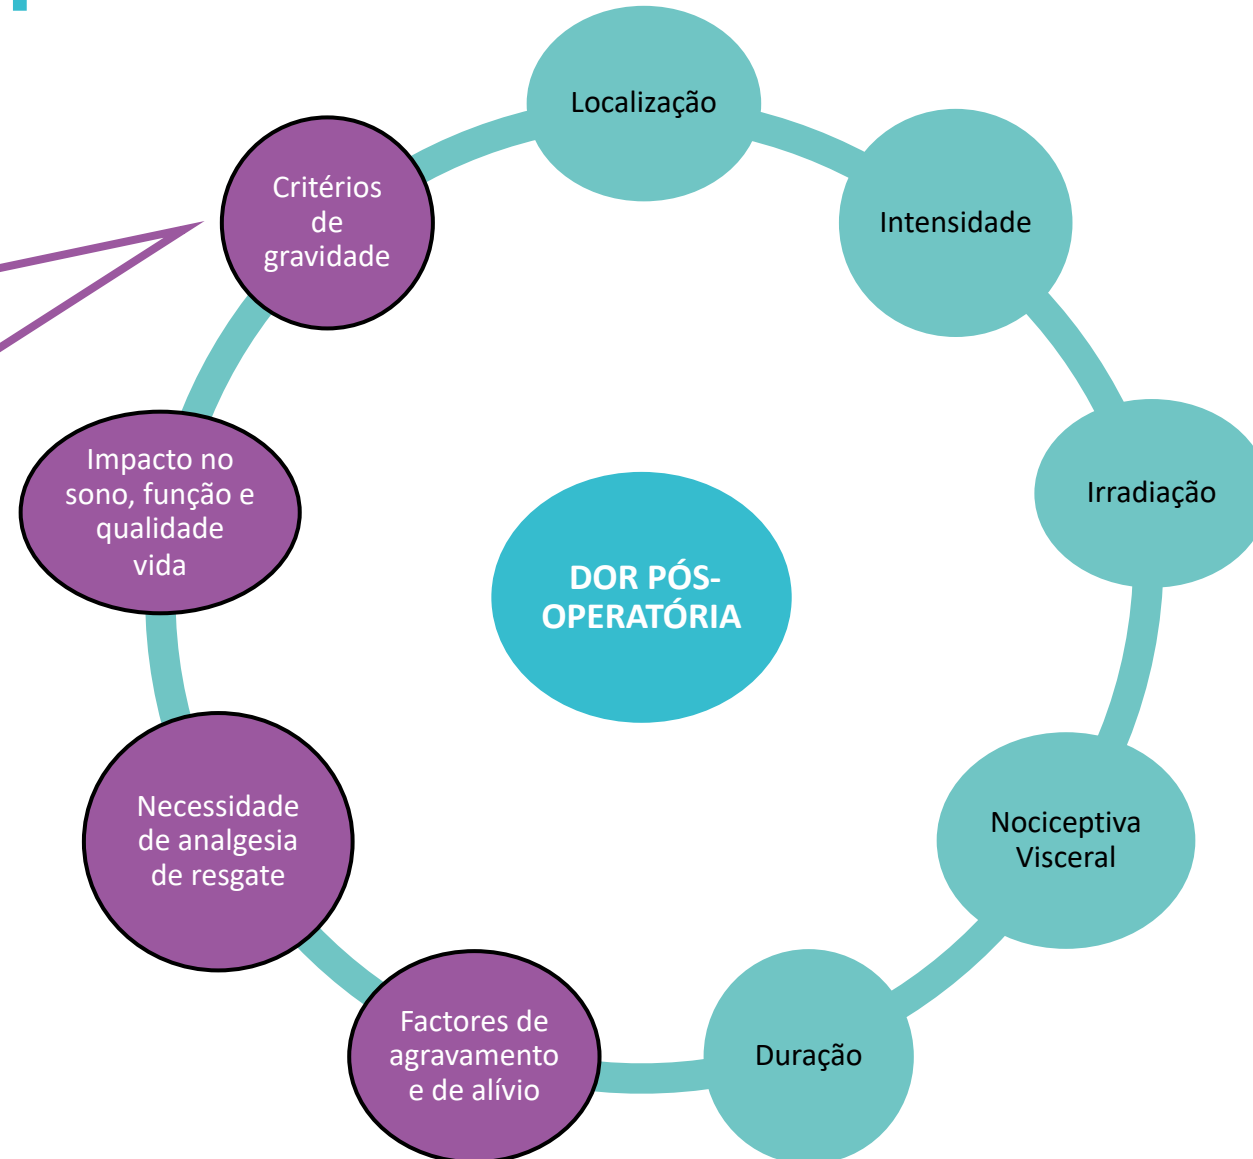 Localização
Intensidade
Irradiação
Nociceptiva
Visceral
Duração
Factores de
agravamento
e de alívio
Necessidade
de analgesia
de resgate
Impacto no
sono, função e
qualidade
vida
Critérios
de
gravidade
DOR PÓS-
OPERATÓRIA